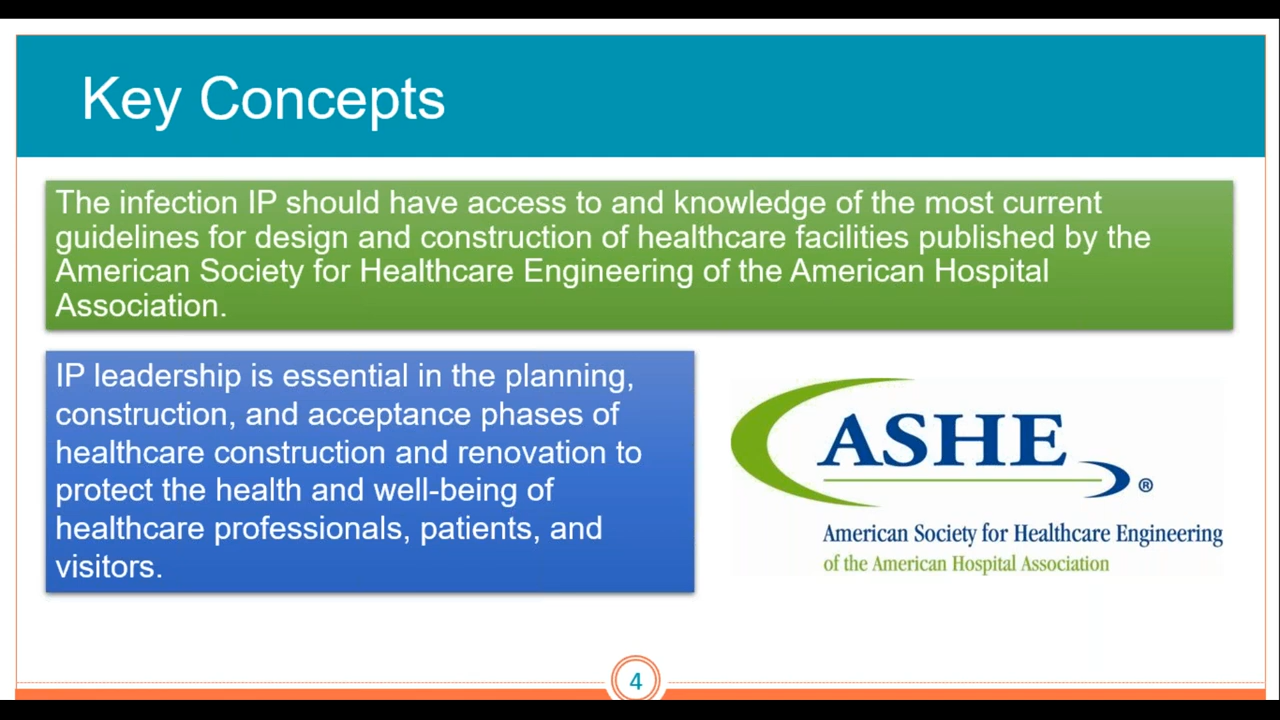 Key Concepts
The infection IP should have access to and knowledge of the most current
guidelines for design and construction of healthcare facilities published by the
American Society for Healthcare Engineering of the American Hospital
Association.
IP leadership is essential in the planning,
construction, and acceptance phases of
healthcare construction and renovation to
protect the health and well-being of
healthcare professionals, patients, and
visitors.
ASHE ®
American Society for Healthcare Engineering
of the American Hospital Association
4